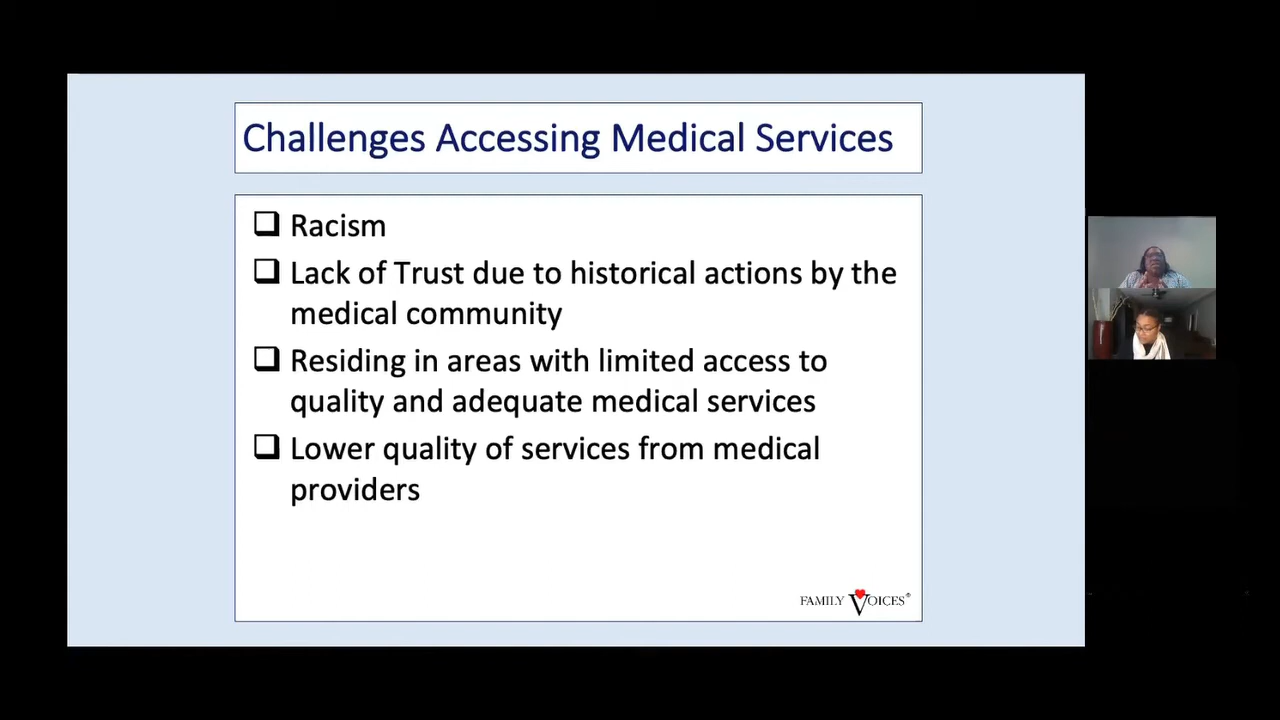 Challenges Accessing Medical Services
Racism
Lack of Trust due to historical actions by the
medical community
Residing in areas with limited access to
quality and adequate medical services
Lower quality of services from medical
providers
FAMILY VOICES®